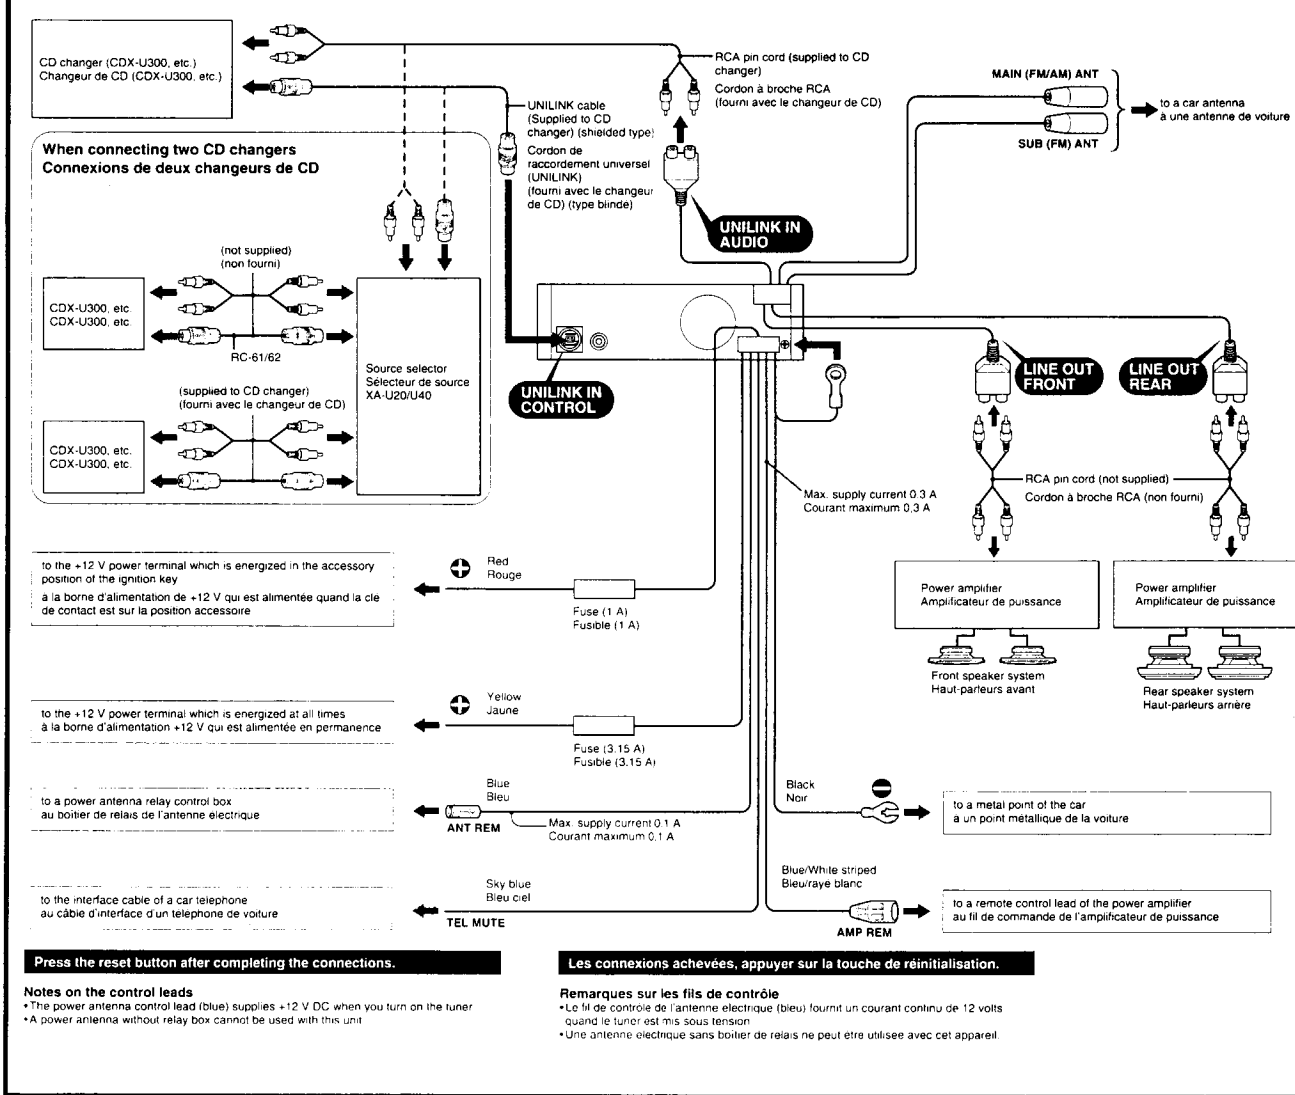 CD changer (CDX-U300, etc.)
Changeur de CD (CDX-U300, etc.)
RCA pin cord (supplied to CD
changer)
Cordon à broche RCA
(fourni avec le changeur de CD)
MAIN (FM/AM) ANT
SUB (FM) ANT
to a car antenna
à une antenne de voiture
UNILINK cable
(Supplied to CD
changer) (shielded type)
Cordon de
raccordement universel
(UNILINK)
(fourni avec le changeur
de CD) (type blinde)
When connecting two CD changers
Connexions de deux changeurs de CD
(not supplied)
(non fourni)
CDX-U300, etc.
CDX-U300, etc.
RC-61/62
(supplied to CD changer)
(fourni avec le changeur de CD)
CDX-U300, etc.
CDX-U300, etc.
Source selector
Sélecteur de source
XA-U20/U40
UNILINK IN
AUDIO
UNILINK IN
CONTROL
LINE OUT
FRONT
LINE OUT
REAR
Max. supply current 0.3 A
Courant maximum 0,3 A
RCA pin cord (not supplied)
Cordon à broche RCA (non fourni)
Power amplifier
Amplificateur de puissance
Power amplifier
Amplificateur de puissance
Front speaker system
Haut-parleurs avant
Rear speaker system
Haut-parleurs arrière
to the +12 V power terminal which is energized in the accessory
position of the ignition key
à la borne d'alimentation de +12 V qui est alimentée quand la cle
de contact est sur la position accessoire
Red
Rouge
Fuse (1 A)
Fusible (1 A)
to the +12 V power terminal which is energized at all times
à la borne d'alimentation +12 V qui est alimentée en permanence
Yellow
Jaune
Fuse (3.15 A)
Fusible (3.15 A)
to a power antenna relay control box
au boitier de relais de l'antenne électrique
Blue
Bleu
ANT REM
Max. supply current 0.1 A
Courant maximum 0,1 A
to the interface cable of a car telephone
au câble d'interface d'un telephone de voiture
Sky blue
Bleu ciel
TEL MUTE
Black
Noir
to a metal point of the car
à un point métallique de la voiture
Blue/White striped
Bleu/raye blanc
AMP REM
to a remote control lead of the power amplifier
au fil de commande de l'amplificateur de puissance
Press the reset button after completing the connections.
Notes on the control leads
• The power antenna control lead (blue) supplies +12 V DC when you turn on the tuner
• A power antenna without relay box cannot be used with this unit
Les connexions achevées, appuyer sur la touche de réinitialisation.
Remarques sur les fils de contrôle
• Le fil de contrôle de l'antenne électrique (bleu) fournit un courant continu de 12 volts
quand le tuner est mis sous tension
• Une antenne électrique sans boîtier de relais ne peut être utilisee avec cet appareil.